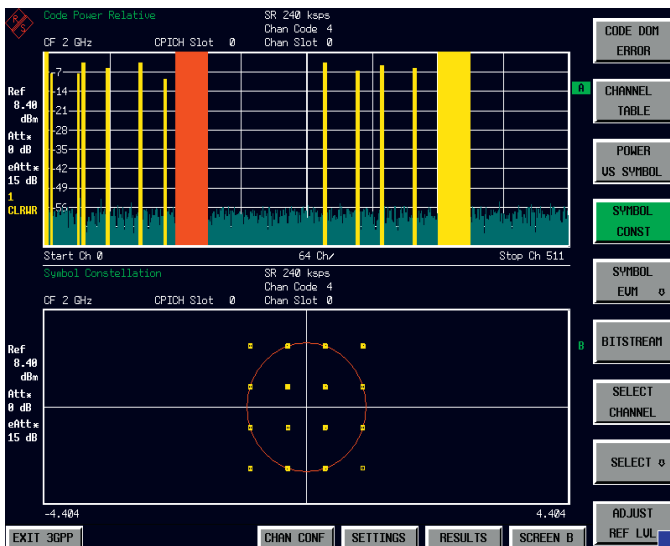 Code Power Relative
SR 240 ksps
Chan Code 4
CF 2 GHz CPICH Slot 0 Chan Slot 0
Ref
8.40
dBm
Att*
0 dB
eAtt*
15 dB
1
CLRWR
-7
-14
-21
-28
-35
-42
-49
-56
A
Start Ch 0 64 Ch/ Stop Ch 511
Symbol Constellation
SR 240 ksps
Chan Code 4
CF 2 GHz CPICH Slot 0 Chan Slot 0
Ref
8.40
dBm
Att*
0 dB
eAtt*
15 dB
B
-4.404 4.404
CODE DOM
ERROR
CHANNEL
TABLE
POWER
VS SYMBOL
SYMBOL
CONST
SYMBOL
EVM
BITSTREAM
SELECT
CHANNEL
SELECT
ADJUST
REF LVL
EXIT 3GPP CHAN CONF SETTINGS RESULTS SCREEN B